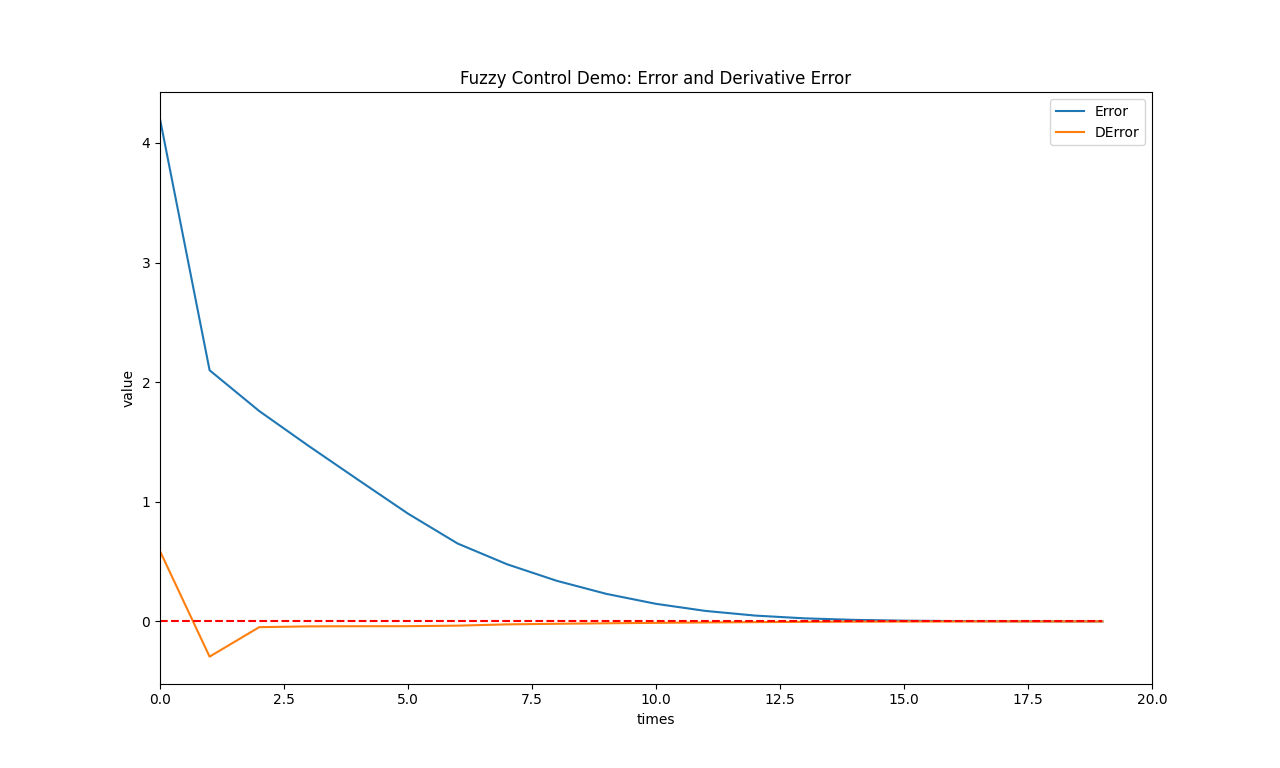 Fuzzy Control Demo: Error and Derivative Error
Error
DError
4
3
2
1
0
value
0.0 2.5 5.0 7.5 10.0 12.5 15.0 17.5 20.0
times